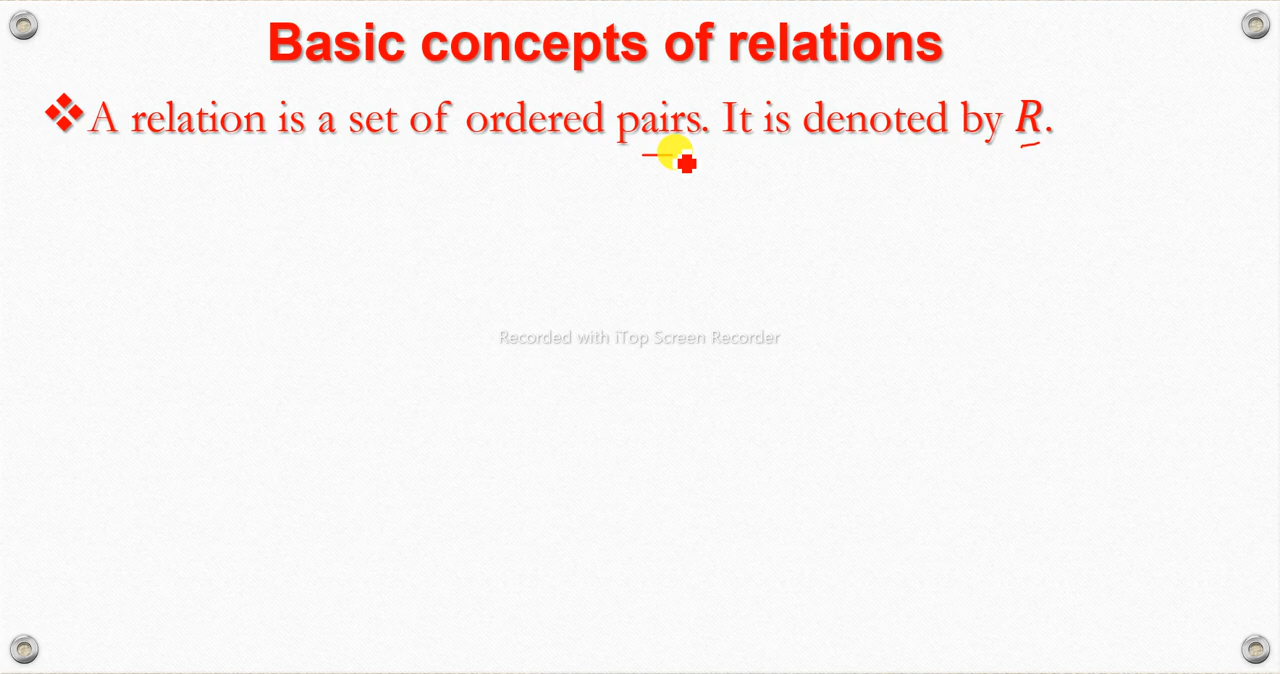 Basic concepts of relations
❖A relation is a set of ordered pairs. It is denoted by R.
Recorded with iTop Screen Recorder